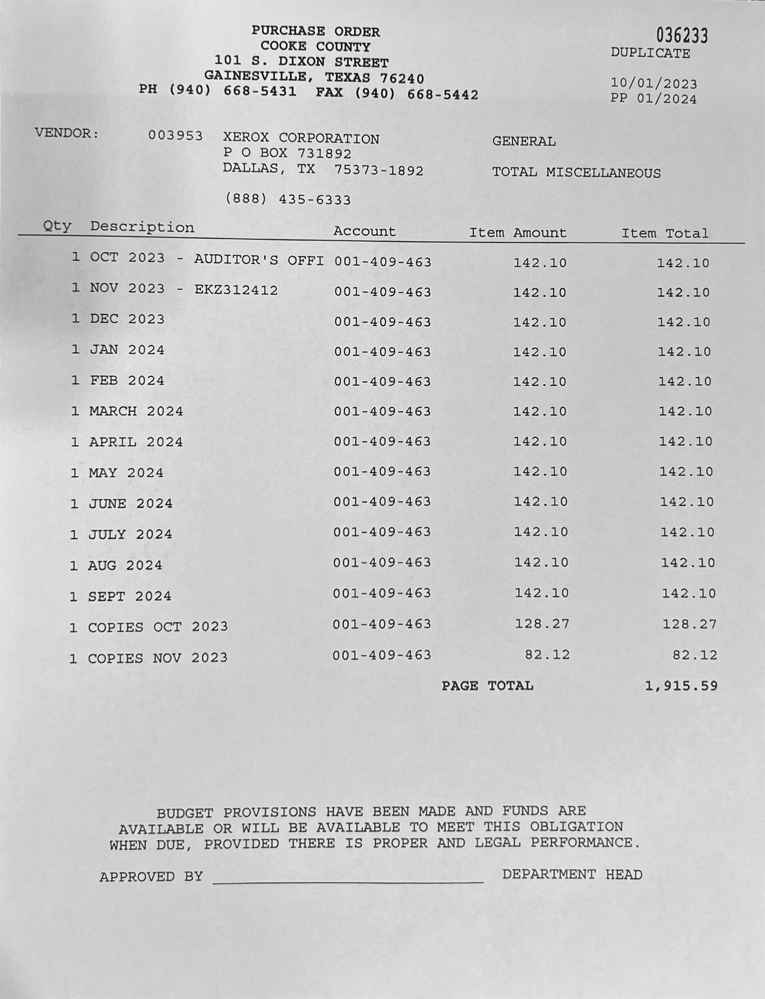 PURCHASE ORDER
COOKE COUNTY
101 S. DIXON STREET
GAINESVILLE, TEXAS 76240
PH (940) 668-5431 FAX (940) 668-5442
036233
DUPLICATE
10/01/2023
PP 01/2024
VENDOR: 003953 XEROX CORPORATION
P O BOX 731892
DALLAS, TX 75373-1892
(888) 435-6333
GENERAL
TOTAL MISCELLANEOUS
Qty Description Account Item Amount Item Total
1 OCT 2023 - AUDITOR'S OFFI 001-409-463 142.10 142.10
1 NOV 2023 - EKZ312412 001-409-463 142.10 142.10
1 DEC 2023 001-409-463 142.10 142.10
1 JAN 2024 001-409-463 142.10 142.10
1 FEB 2024 001-409-463 142.10 142.10
1 MARCH 2024 001-409-463 142.10 142.10
1 APRIL 2024 001-409-463 142.10 142.10
1 MAY 2024 001-409-463 142.10 142.10
1 JUNE 2024 001-409-463 142.10 142.10
1 JULY 2024 001-409-463 142.10 142.10
1 AUG 2024 001-409-463 142.10 142.10
1 SEPT 2024 001-409-463 142.10 142.10
1 COPIES OCT 2023 001-409-463 128.27 128.27
1 COPIES NOV 2023 001-409-463 82.12 82.12
PAGE TOTAL 1,915.59
BUDGET PROVISIONS HAVE BEEN MADE AND FUNDS ARE
AVAILABLE OR WILL BE AVAILABLE TO MEET THIS OBLIGATION
WHEN DUE, PROVIDED THERE IS PROPER AND LEGAL PERFORMANCE.
APPROVED BY DEPARTMENT HEAD